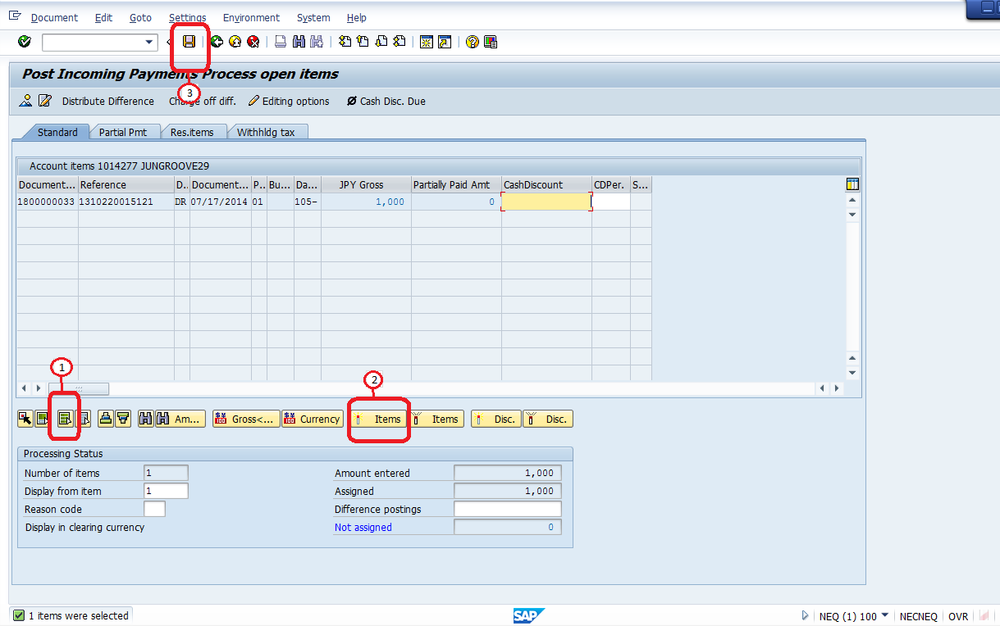 Document Edit Goto Settings Environment System Help
3
Post Incoming Payments Process open items
Distribute Difference Charge off diff. Editing options Cash Disc. Due
Standard Partial Pmt Res.items Withhldg tax
Account items 1014277 JUNGROOVE29
Document... Reference D.. Document... P.. Bu... Da... JPY Gross Partially Paid Amt CashDiscount CDPer. S...
1800000033 1310220015121 DR 07/17/2014 01 105- 1,000 0
1
2
Am... Gross<... Currency Items Items Disc. Disc.
Processing Status
Number of items 1 Amount entered 1,000
Display from item 1 Assigned 1,000
Reason code Difference postings
Display in clearing currency Not assigned 0
1 items were selected SAP NEQ (1) 100 NECNEQ OVR